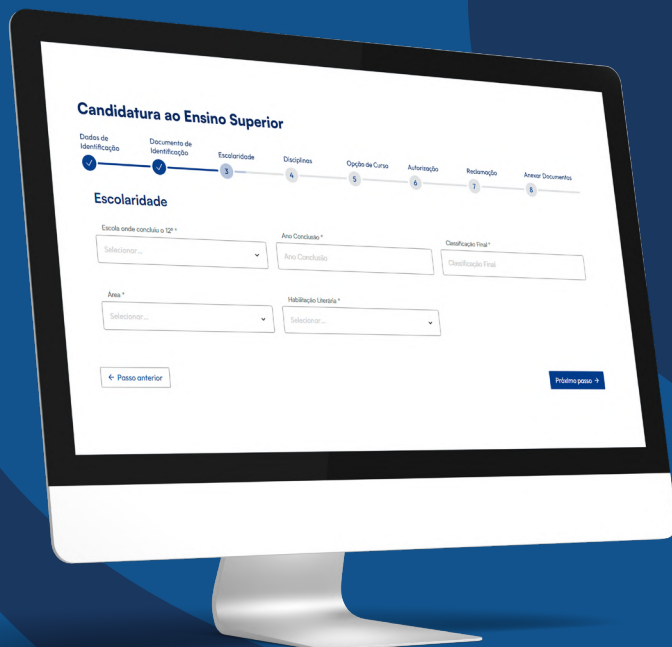 Candidatura ao Ensino Superior
Dados de
Identificação
Documento de
Identificação
Escolaridade
Disciplinas
Opção de Curso
Autorização
Reclamação
Anexar Documentos
3
4
5
6
7
8
Escolaridade
Escola onde concluiu o 12º *
Ano Conclusão *
Classificação Final *
Selecionar...
Ano Conclusão
Classificação Final
Área *
Habilitação Literária *
Selecionar...
Selecionar...
← Passo anterior
Próximo passo →